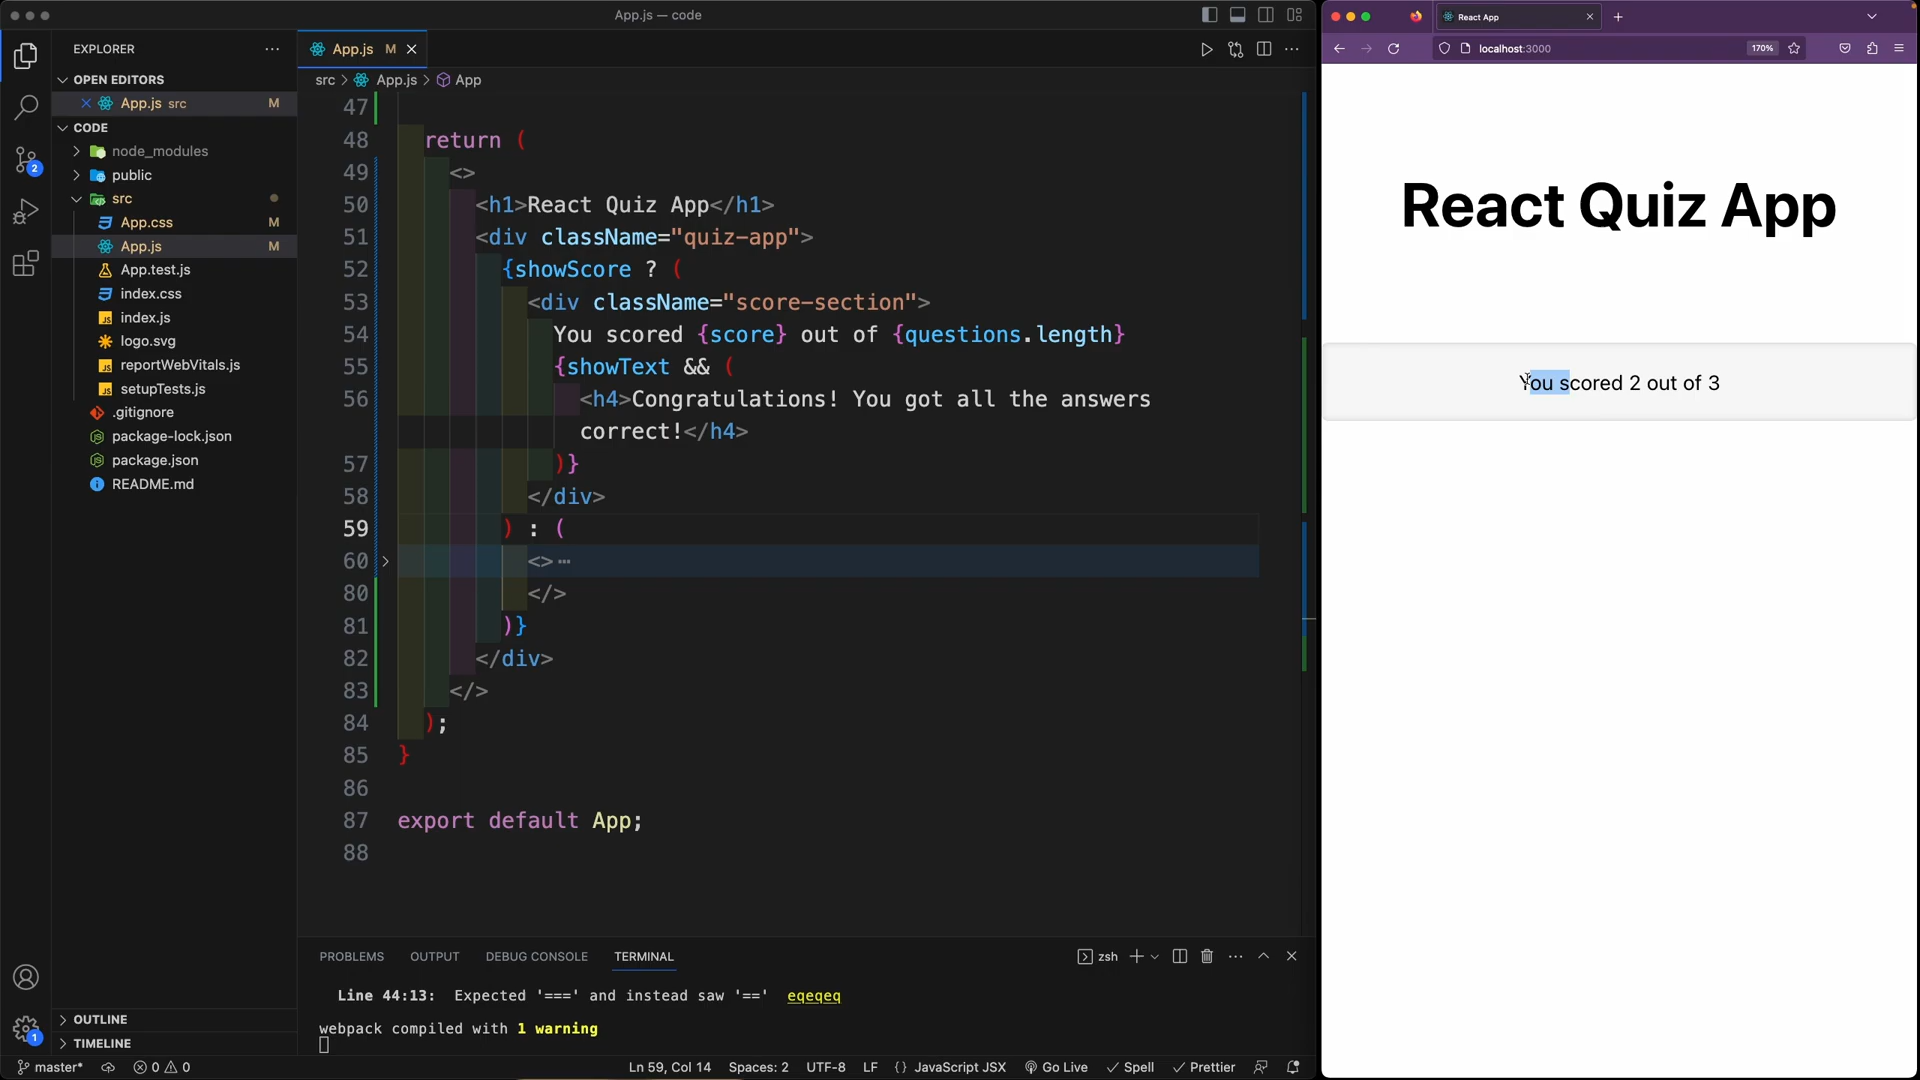 App.js — code
EXPLORER
OPEN EDITORS
App.js src M
CODE
node_modules
public
src
App.css M
App.js M
App.test.js
index.css
index.js
logo.svg
reportWebVitals.js
setupTests.js
.gitignore
package-lock.json
package.json
README.md
OUTLINE
TIMELINE
2
1
App.js M
src > App.js > App
47
48 return (
49 <>
50 <h1>React Quiz App</h1>
51 <div className="quiz-app">
52 {showScore ? (
53 <div className="score-section">
54 You scored {score} out of {questions.length}
55 {showText && (
56 <h4>Congratulations! You got all the answers
correct!</h4>
57 )}
58 </div>
59 ) : (
60 <>⋯
80 </>
81 )}
82 </div>
83 </>
84 );
85 }
86
87 export default App;
88
PROBLEMS OUTPUT DEBUG CONSOLE TERMINAL zsh
Line 44:13: Expected '===' and instead saw '==' eqeqeq
webpack compiled with 1 warning
master* 0 0 Ln 59, Col 14 Spaces: 2 UTF-8 LF {} JavaScript JSX Go Live Spell Prettier
React App
localhost:3000 170%
React Quiz App
You scored 2 out of 3